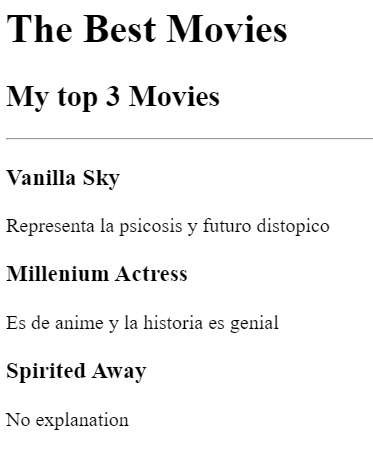 The Best Movies
My top 3 Movies
Vanilla Sky
Representa la psicosis y futuro distopico
Millenium Actress
Es de anime y la historia es genial
Spirited Away
No explanation